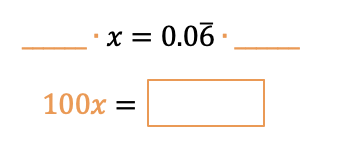 _____ · x = 0.06̅ · _____
100x =